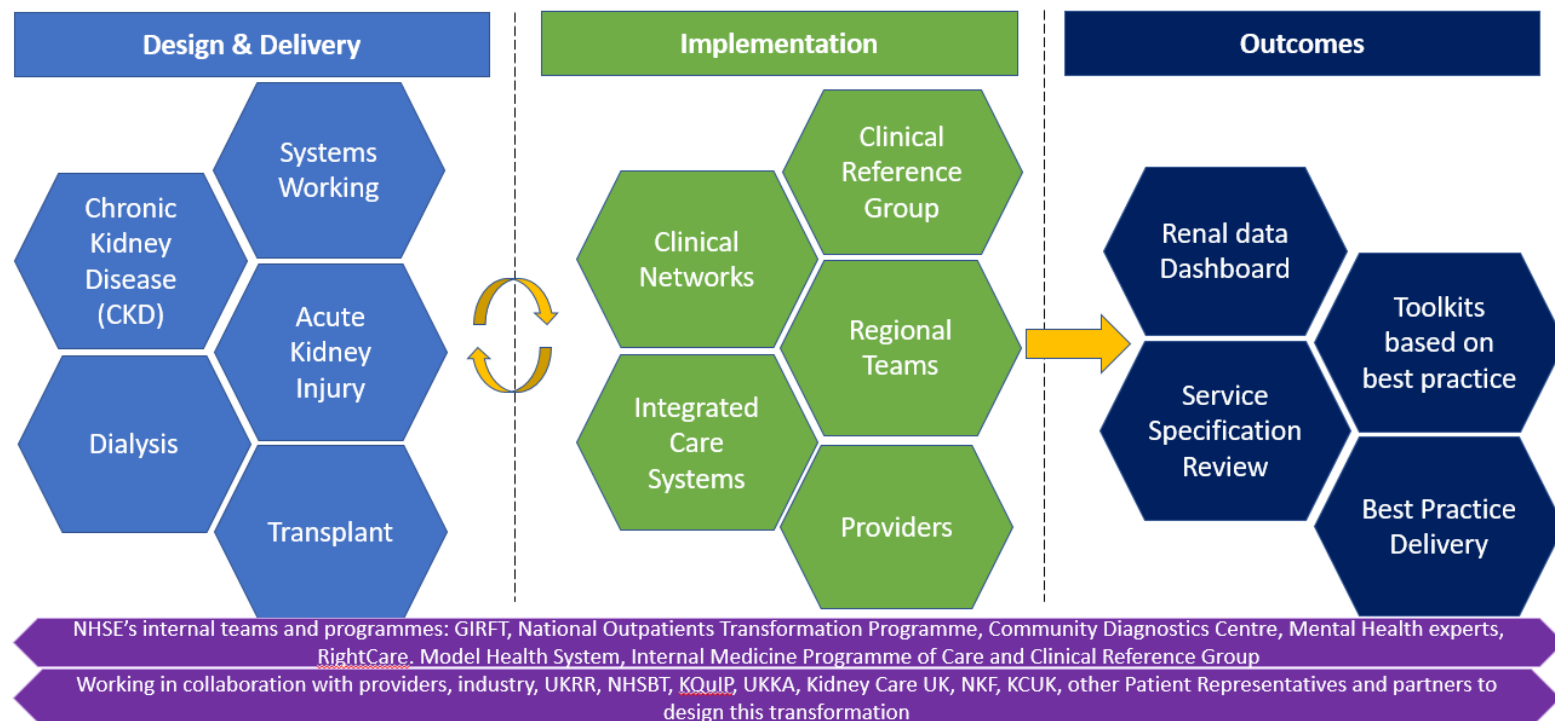 Design & Delivery
Systems
Working
Chronic
Kidney
Disease
(CKD)
Acute
Kidney
Injury
Dialysis
Transplant
Implementation
Clinical
Reference
Group
Clinical
Networks
Regional
Teams
Integrated
Care
Systems
Providers
Outcomes
Renal data
Dashboard
Toolkits
based on
best practice
Service
Specification
Review
Best Practice
Delivery
NHSE's internal teams and programmes: GIRFT, National Outpatients Transformation Programme, Community Diagnostics Centre, Mental Health experts,
RightCare. Model Health System, Internal Medicine Programme of Care and Clinical Reference Group
Working in collaboration with providers, industry, UKRR, NHSBT, KQuIP, UKKA, Kidney Care UK, NKF, KCUK, other Patient Representatives and partners to
design this transformation